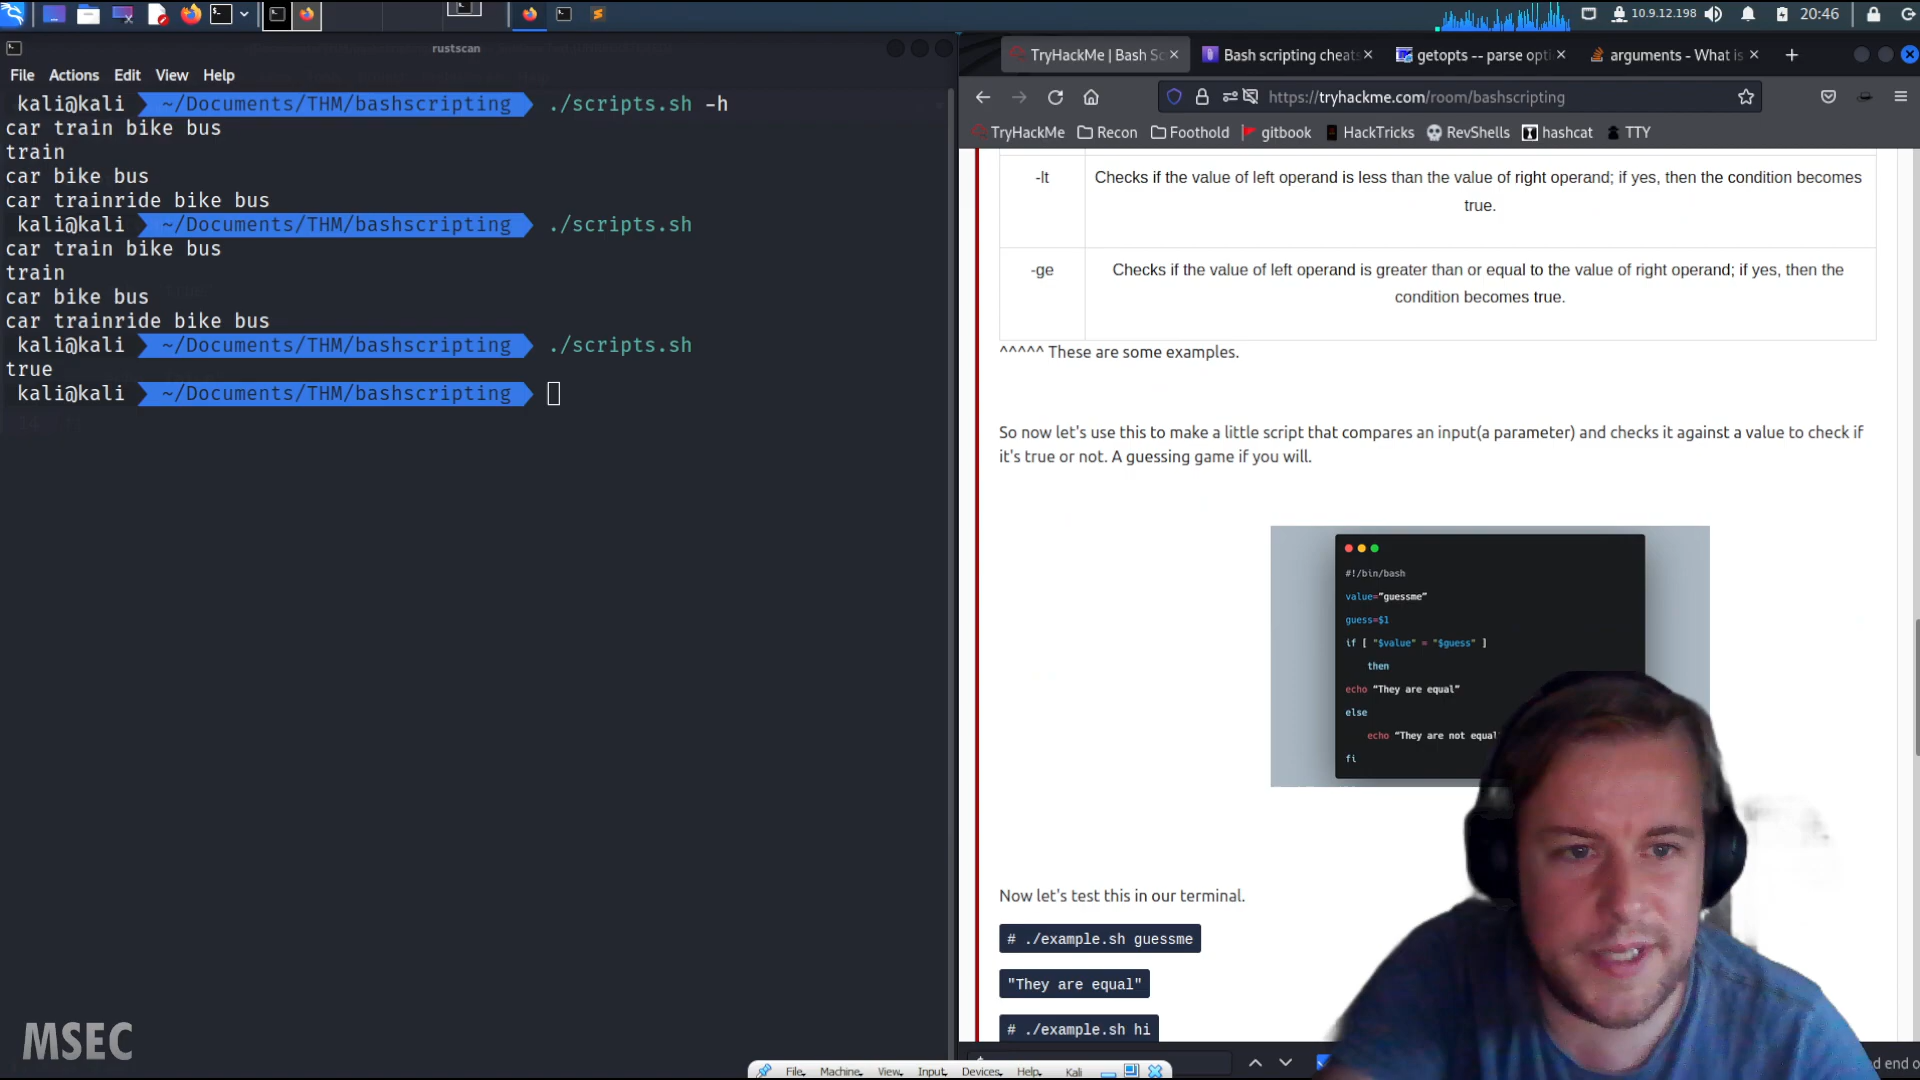 10.9.12.198
20:46
rustscan
File Actions Edit View Help
kali@kali ~/Documents/THM/bashscripting ./scripts.sh -h
car train bike bus
train
car bike bus
car trainride bike bus
kali@kali ~/Documents/THM/bashscripting ./scripts.sh
car train bike bus
train
car bike bus
car trainride bike bus
kali@kali ~/Documents/THM/bashscripting ./scripts.sh
true
kali@kali ~/Documents/THM/bashscripting
MSEC
TryHackMe | Bash Sc
Bash scripting cheats
getopts -- parse opti
arguments - What is
https://tryhackme.com/room/bashscripting
TryHackMe Recon Foothold gitbook HackTricks RevShells hashcat TTY
-lt
Checks if the value of left operand is less than the value of right operand; if yes, then the condition becomes
true.
-ge
Checks if the value of left operand is greater than or equal to the value of right operand; if yes, then the
condition becomes true.
^^^^^ These are some examples.
So now let's use this to make a little script that compares an input(a parameter) and checks it against a value to check if
it's true or not. A guessing game if you will.
#!/bin/bash
value="guessme"
guess=$1
if [ "$value" = "$guess" ]
then
echo "They are equal"
else
echo "They are not equal
fi
Now let's test this in our terminal.
# ./example.sh guessme
"They are equal"
# ./example.sh hi
File Machine View Input Devices Help Kali